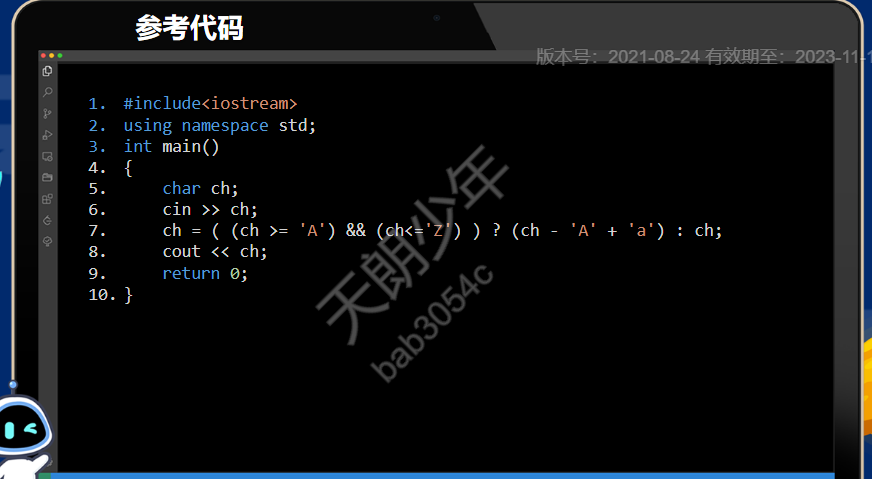 参考代码
版本号：2021-08-24 有效期至：2023-11-1
1. #include<iostream>
2. using namespace std;
3. int main()
4. {
5. char ch;
6. cin >> ch;
7. ch = ( (ch >= 'A') && (ch<='Z') ) ? (ch - 'A' + 'a') : ch;
8. cout << ch;
9. return 0;
10. }
天朗少年
bab3054c